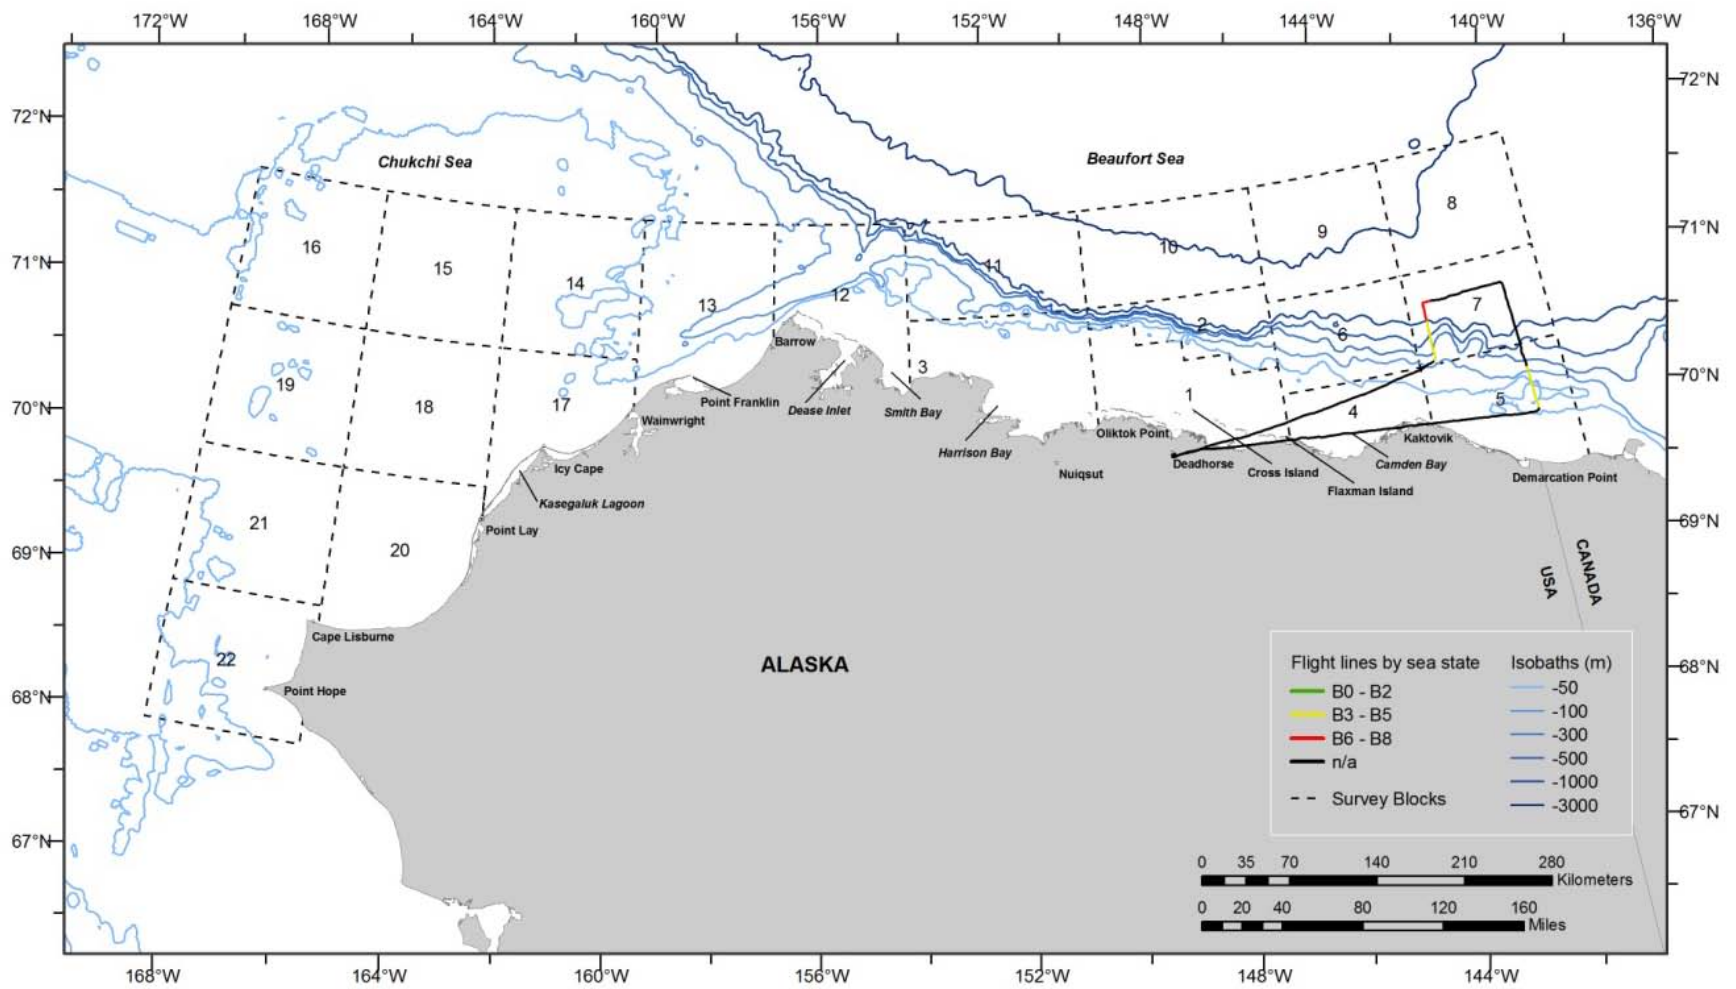 172°W 168°W 164°W 160°W 156°W 152°W 148°W 144°W 140°W 136°W
72°N 72°N
Chukchi Sea Beaufort Sea
8
9
71°N 16 10 71°N
15 11
14
13 12 7
2 6
Barrow
70°N 19 3 70°N
18 17 Point Franklin Dease Inlet Smith Bay 1 4 5
Wainwright
Harrison Bay Oliktok Point Kaktovik
Icy Cape Nuiqsut Deadhorse Cross Island Camden Bay
Flaxman Island Demarcation Point
Kasegaluk Lagoon
69°N 21 20 Point Lay 69°N
USA CANADA
Cape Lisburne
22 ALASKA 68°N
68°N Point Hope
67°N 67°N
Flight lines by sea state
B0 - B2
B3 - B5
B6 - B8
n/a
Survey Blocks
Isobaths (m)
-50
-100
-300
-500
-1000
-3000
0 35 70 140 210 280
Kilometers
0 20 40 80 120 160
Miles
168°W 164°W 160°W 156°W 152°W 148°W 144°W